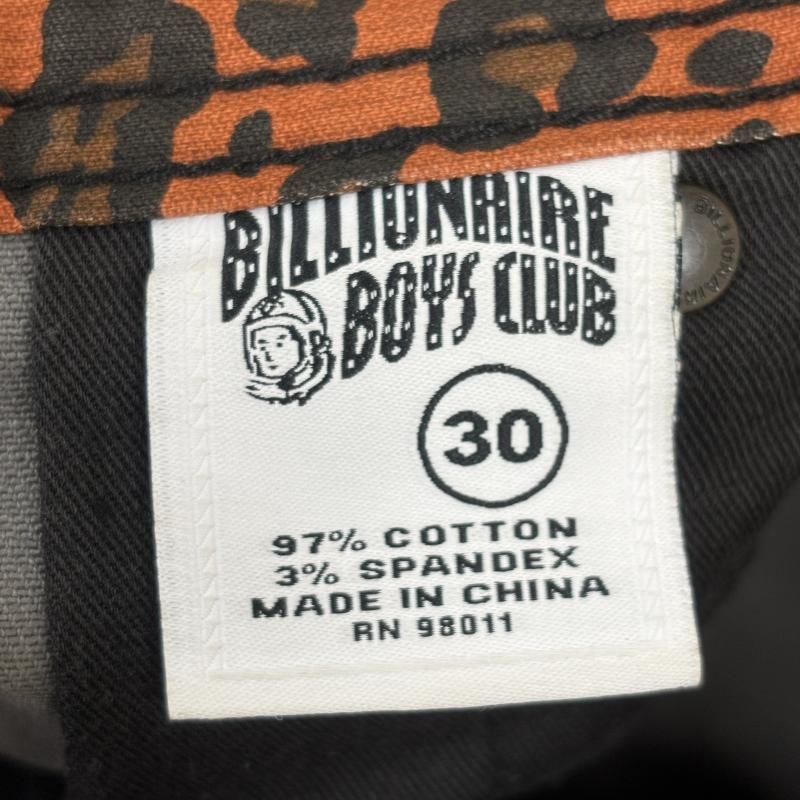 BILLIONAIRE
BOYS CLUB
30
97% COTTON
3% SPANDEX
MADE IN CHINA
RN 98011